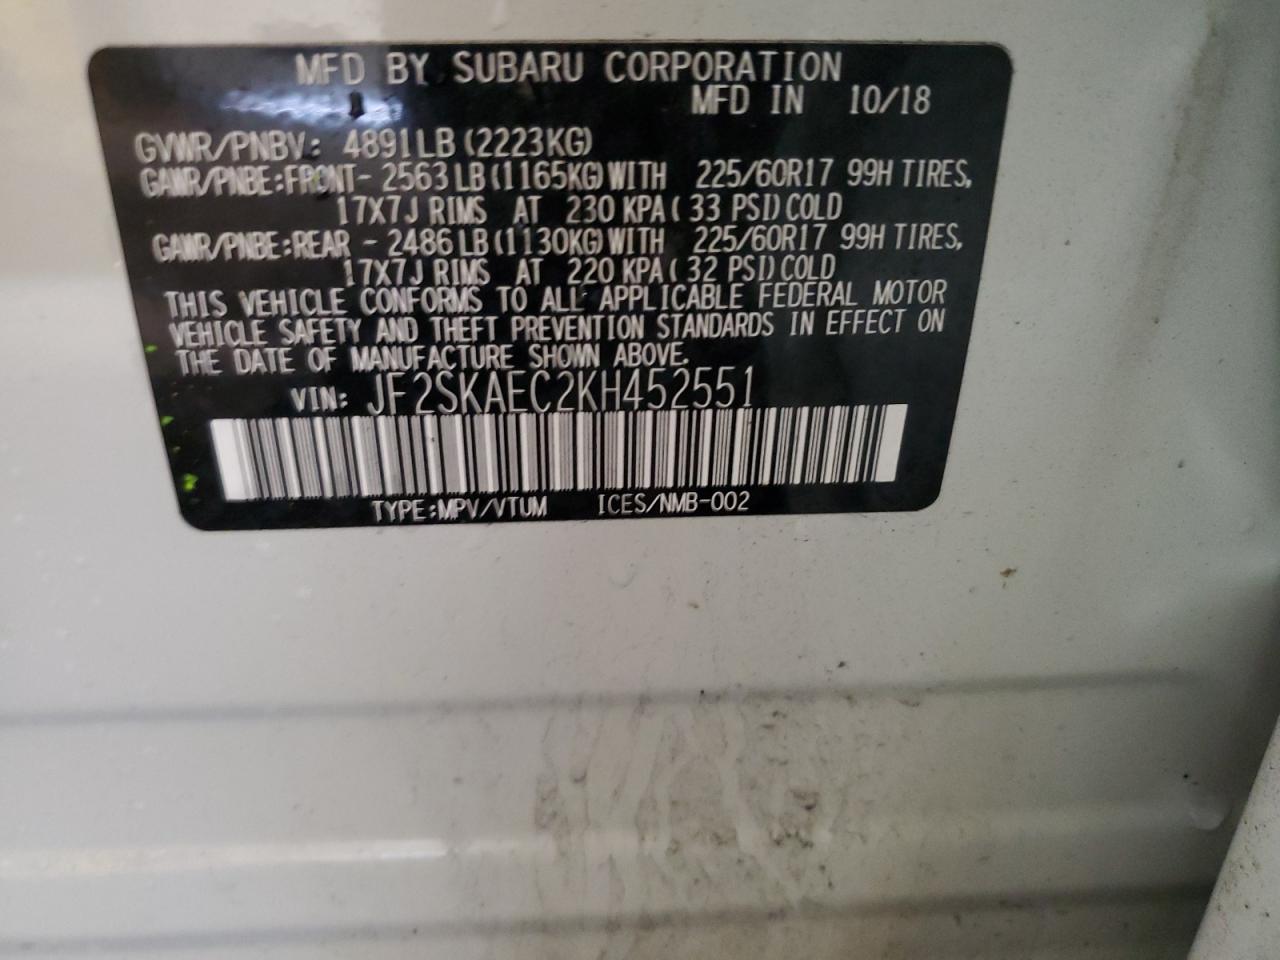 MFD BY SUBARU CORPORATION
MFD IN 10/18
GVWR/PNBV: 4891LB (2223KG)
GAWR/PNBE:FRONT- 2563 LB (1165KG) WITH 225/60R17 99H TIRES,
17X7J RIMS AT 230 KPA ( 33 PSI) COLD
GAWR/PNBE:REAR - 2486 LB (1130KG) WITH 225/60R17 99H TIRES,
17X7J RIMS AT 220 KPA ( 32 PSI) COLD
THIS VEHICLE CONFORMS TO ALL APPLICABLE FEDERAL MOTOR
VEHICLE SAFETY AND THEFT PREVENTION STANDARDS IN EFFECT ON
THE DATE OF MANUFACTURE SHOWN ABOVE.
VIN: JF2SKAEC2KH452551
TYPE:MPV/VTUM ICES/NMB-002